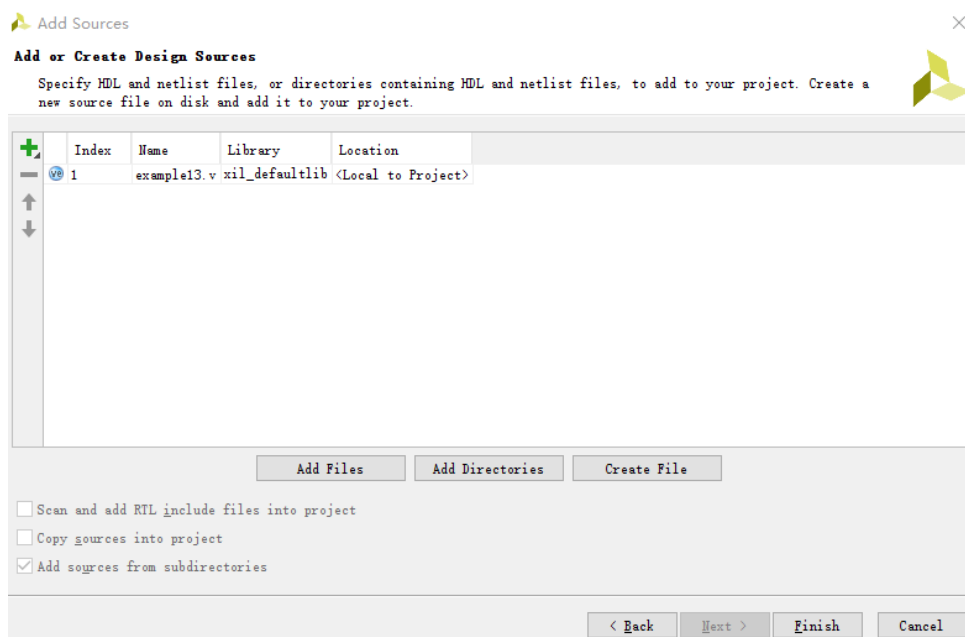 Add Sources
Add or Create Design Sources
Specify HDL and netlist files, or directories containing HDL and netlist files, to add to your project. Create a
new source file on disk and add it to your project.
Index Name Library Location
ve 1 example13.v xil_defaultlib <Local to Project>
Add Files Add Directories Create File
Scan and add RTL include files into project
Copy sources into project
Add sources from subdirectories
< Back Next > Finish Cancel